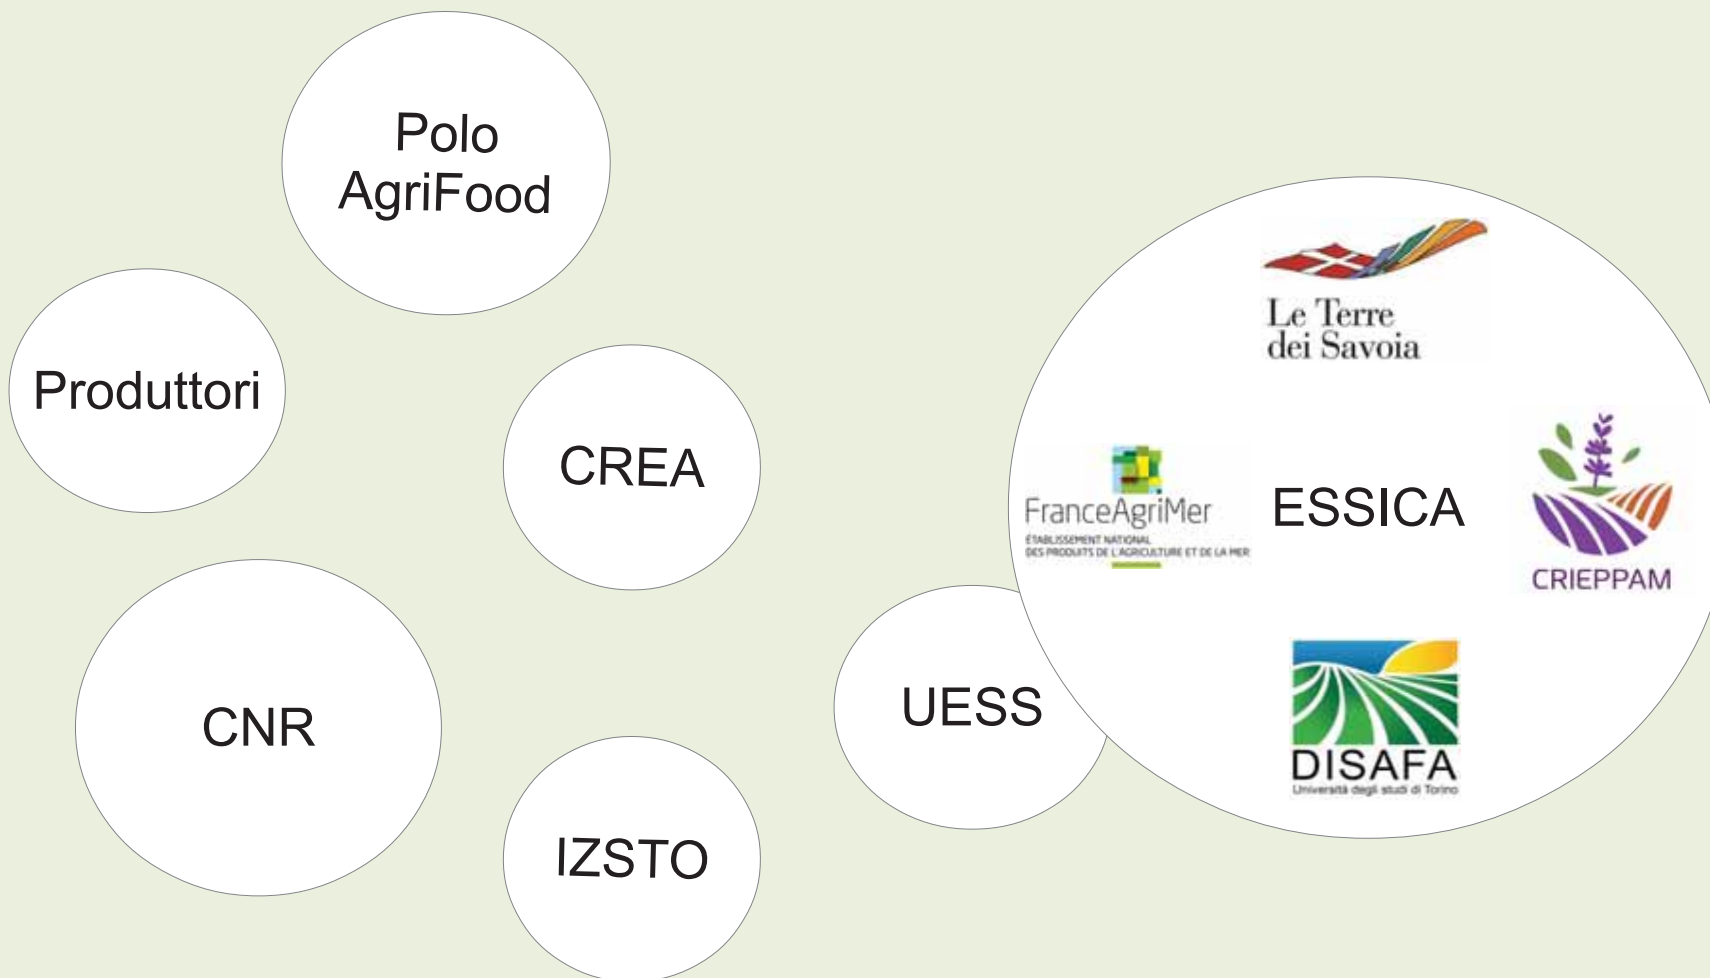 Polo
AgriFood
Produttori
CREA
CNR
IZSTO
UESS
Le Terre
dei Savoia
FranceAgriMer
ÉTABLISSEMENT NATIONAL
DES PRODUITS DE L'AGRICULTURE ET DE LA MER
ESSICA
CRIEPPAM
DISAFA
Università degli studi di Torino